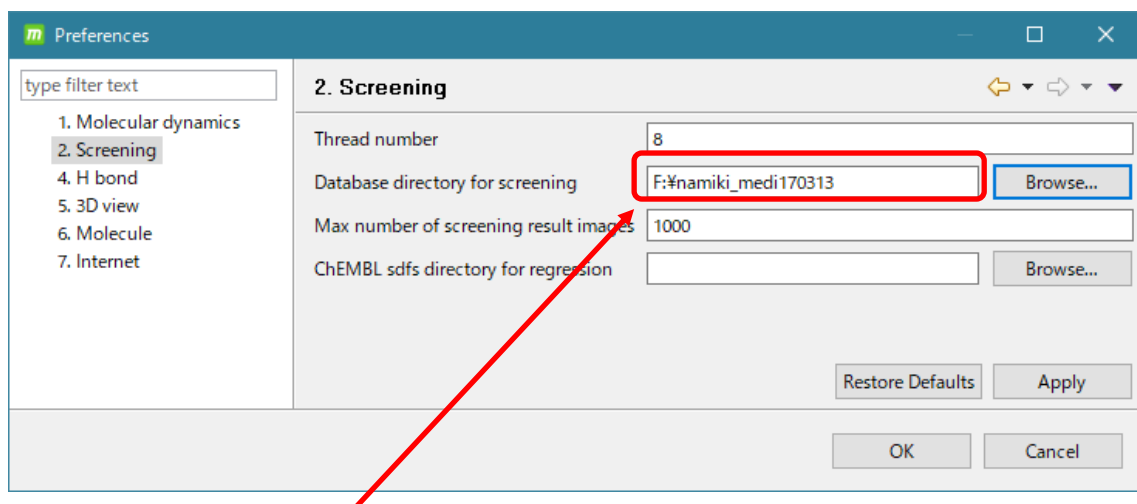 m Preferences
type filter text
1. Molecular dynamics
2. Screening
4. H bond
5. 3D view
6. Molecule
7. Internet
2. Screening
Thread number 8
Database directory for screening F:¥namiki_medi170313 Browse...
Max number of screening result images 1000
ChEMBL sdfs directory for regression Browse...
Restore Defaults Apply
OK Cancel